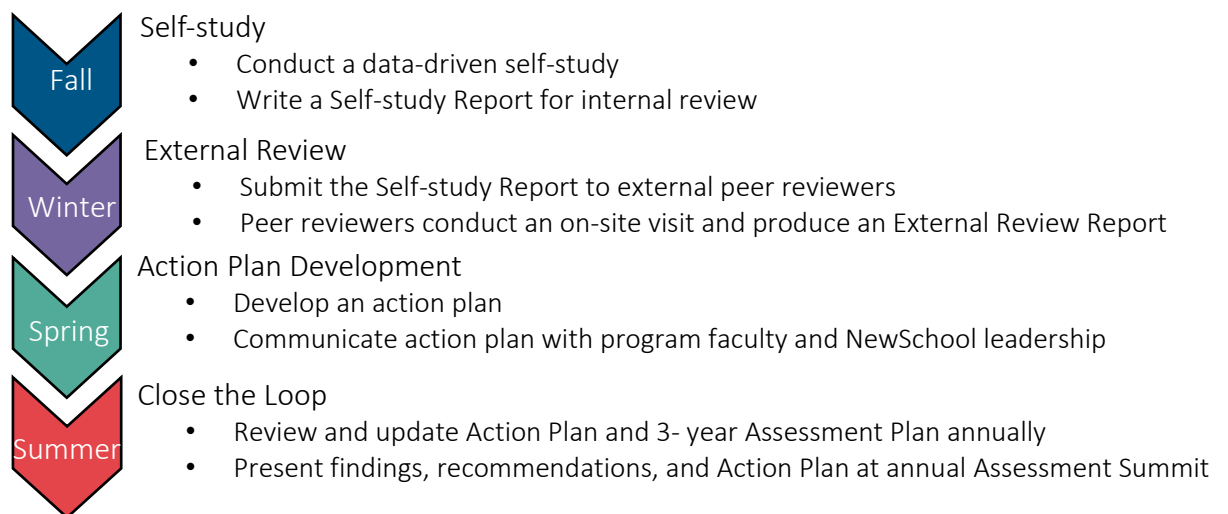 Self-study
Fall
• Conduct a data-driven self-study
• Write a Self-study Report for internal review
External Review
Winter
• Submit the Self-study Report to external peer reviewers
• Peer reviewers conduct an on-site visit and produce an External Review Report
Action Plan Development
Spring
• Develop an action plan
• Communicate action plan with program faculty and NewSchool leadership
Close the Loop
Summer
• Review and update Action Plan and 3- year Assessment Plan annually
• Present findings, recommendations, and Action Plan at annual Assessment Summit